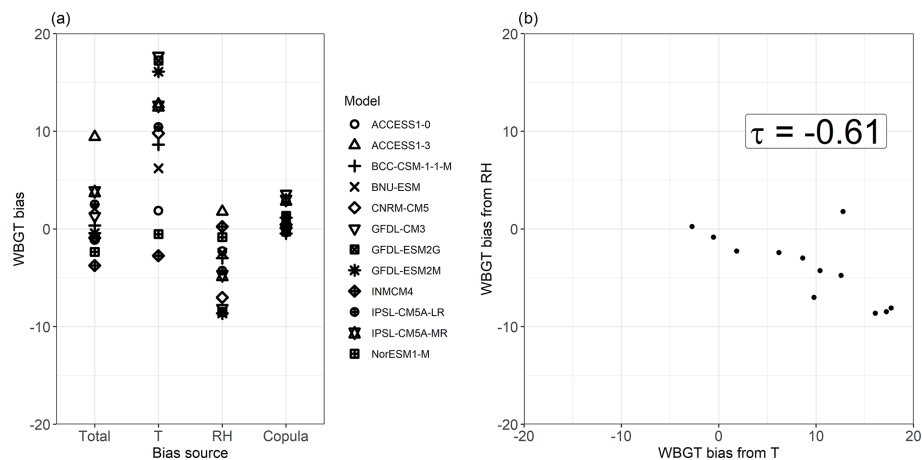 (a)
20
10
0
-10
-20
WBGT bias
Total T RH Copula
Bias source
Model
ACCESS1-0
ACCESS1-3
BCC-CSM-1-1-M
BNU-ESM
CNRM-CM5
GFDL-CM3
GFDL-ESM2G
GFDL-ESM2M
INMCM4
IPSL-CM5A-LR
IPSL-CM5A-MR
NorESM1-M
(b)
20
10
0
-10
-20
WBGT bias from RH
τ = -0.61
-20 -10 0 10 20
WBGT bias from T